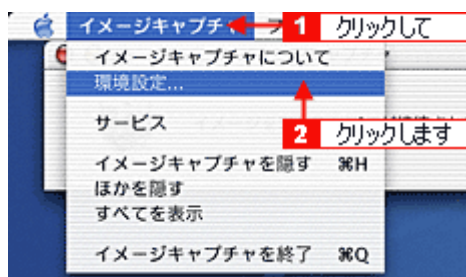 イメージキャプチャ
1 クリックして
イメージキャプチャについて
環境設定...
サービス
2 クリックします
イメージキャプチャを隠す ⌘H
ほかを隠す
すべてを表示
イメージキャプチャを終了 ⌘Q